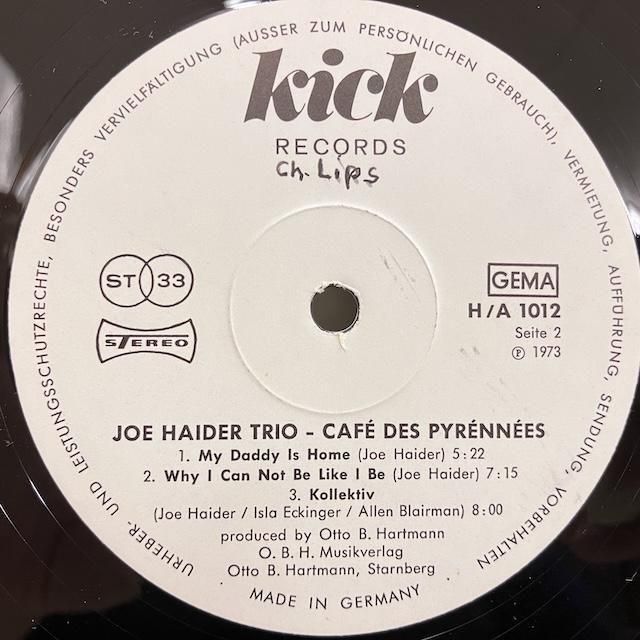 URHEBER- UND LEISTUNGSSCHUTZRECHTE, BESONDERS VERVIELFÄLTIGUNG (AUSSER ZUM PERSÖNLICHEN GEBRAUCH), VERMIETUNG, AUFFÜHRUNG, SENDUNG, VORBEHALTEN
kick
RECORDS
Ch. Lips
ST 33
STEREO
GEMA
H/A 1012
Seite 2
Ⓟ 1973
JOE HAIDER TRIO – CAFÉ DES PYRÉNNÉES
1. My Daddy Is Home (Joe Haider) 5:22
2. Why I Can Not Be Like I Be (Joe Haider) 7:15
3. Kollektiv
(Joe Haider / Isla Eckinger / Allen Blairman) 8:00
produced by Otto B. Hartmann
O. B. H. Musikverlag
Otto B. Hartmann, Starnberg
MADE IN GERMANY